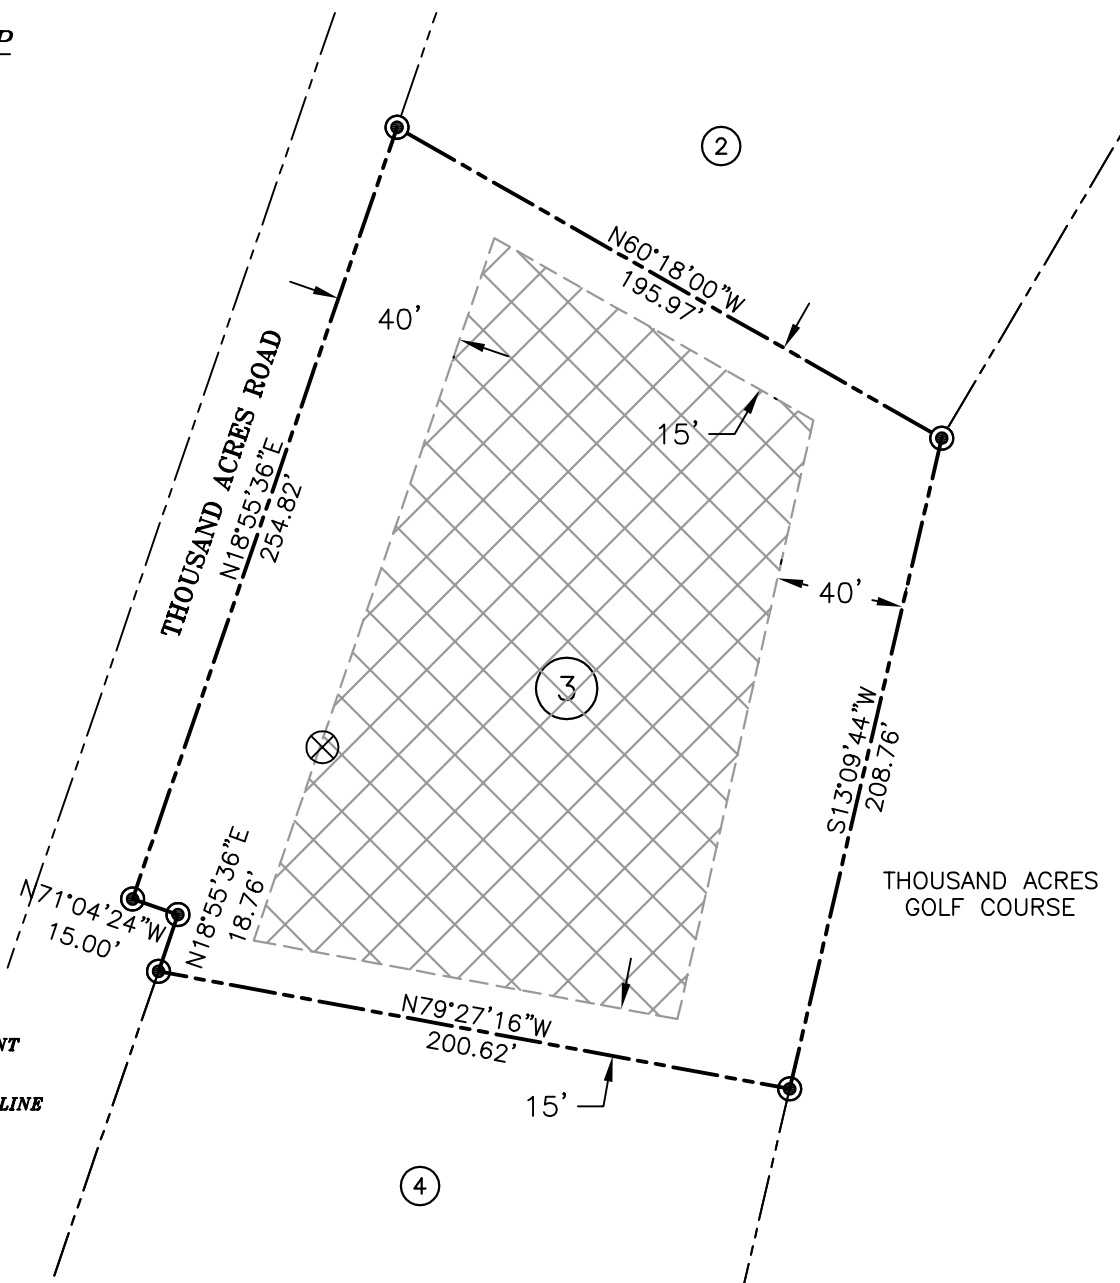 P
2
N60°18'00"W
195.97'
40'
15'
THOUSAND ACRES ROAD
N18°55'36"E
254.82'
40'
3
S13°09'44"W
208.76'
THOUSAND ACRES
GOLF COURSE
N71°04'24"W
15.00'
N18°55'36"E
18.76'
N79°27'16"W
200.62'
NT
LINE
15'
4